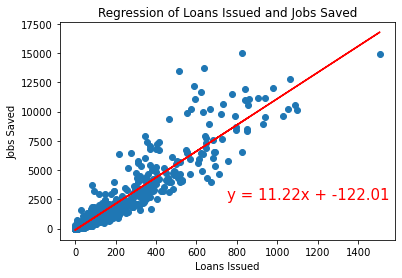 Regression of Loans Issued and Jobs Saved
17500
15000
12500
10000
7500
5000
2500
0
Jobs Saved
y = 11.22x + -122.01
0 200 400 600 800 1000 1200 1400
Loans Issued